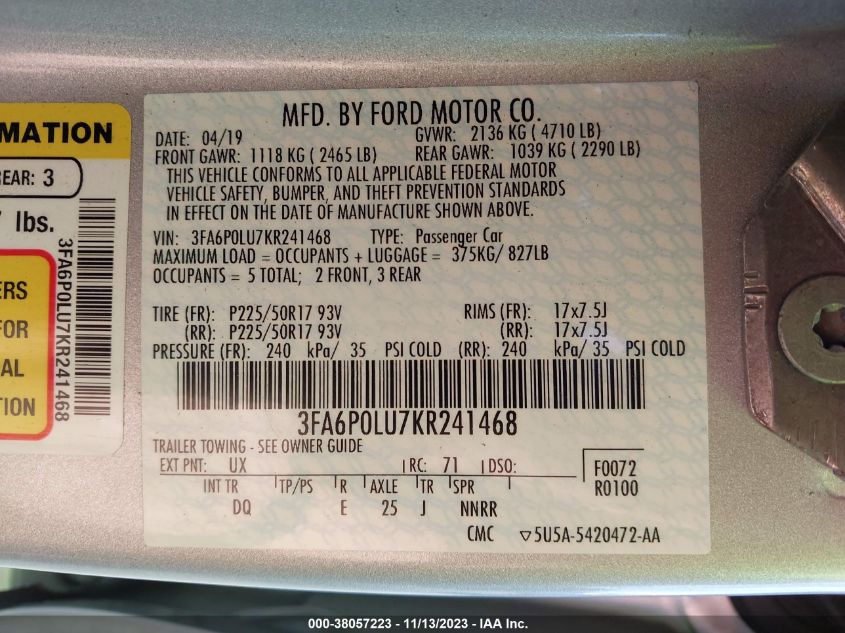 RMATION
REAR: 3
lbs.
ERS
FOR
AL
TION
3FA6P0LU7KR241468
MFD. BY FORD MOTOR CO.
DATE: 04/19 GVWR: 2136 KG ( 4710 LB)
FRONT GAWR: 1118 KG ( 2465 LB) REAR GAWR: 1039 KG ( 2290 LB)
THIS VEHICLE CONFORMS TO ALL APPLICABLE FEDERAL MOTOR
VEHICLE SAFETY, BUMPER, AND THEFT PREVENTION STANDARDS
IN EFFECT ON THE DATE OF MANUFACTURE SHOWN ABOVE.
VIN: 3FA6P0LU7KR241468 TYPE: Passenger Car
MAXIMUM LOAD = OCCUPANTS + LUGGAGE = 375KG/ 827LB
OCCUPANTS = 5 TOTAL; 2 FRONT, 3 REAR
TIRE (FR): P225/50R17 93V RIMS (FR): 17x7.5J
(RR): P225/50R17 93V (RR): 17x7.5J
PRESSURE (FR): 240 kPa/ 35 PSI COLD (RR): 240 kPa/ 35 PSI COLD
3FA6P0LU7KR241468
TRAILER TOWING - SEE OWNER GUIDE
EXT PNT: UX RC: 71 DSO: F0072
INT TR TP/PS R AXLE TR SPR R0100
DQ E 25 J NNRR
CMC ▽5U5A-5420472-AA
000-38057223 - 11/13/2023 - IAA Inc.